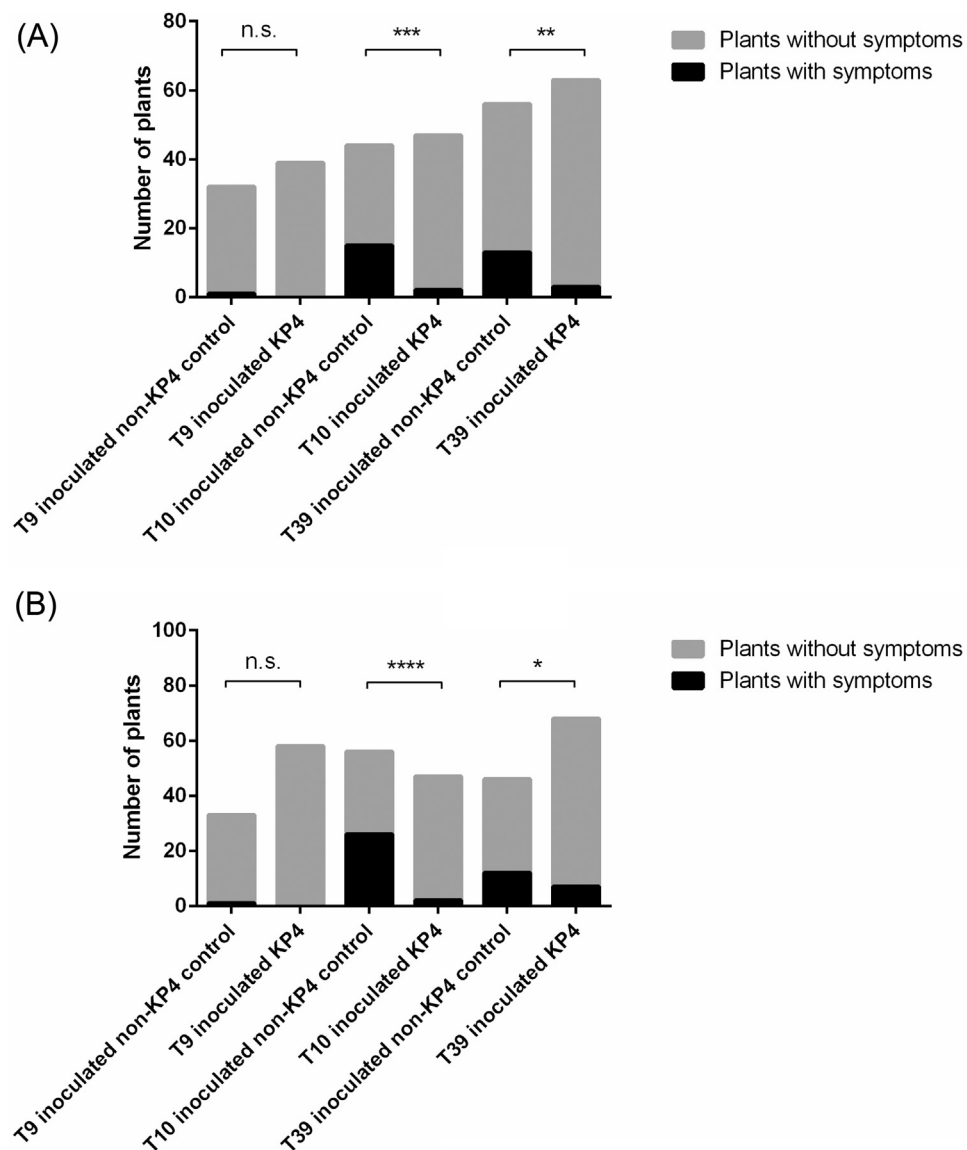 (A)
n.s.
***
**
Plants without symptoms
Plants with symptoms
Number of plants
80
60
40
20
0
T9 inoculated non-KP4 control
T9 inoculated KP4
T10 inoculated non-KP4 control
T10 inoculated KP4
T39 inoculated non-KP4 control
T39 inoculated KP4
(B)
n.s.
****
*
Plants without symptoms
Plants with symptoms
Number of plants
100
80
60
40
20
0
T9 inoculated non-KP4 control
T9 inoculated KP4
T10 inoculated non-KP4 control
T10 inoculated KP4
T39 inoculated non-KP4 control
T39 inoculated KP4